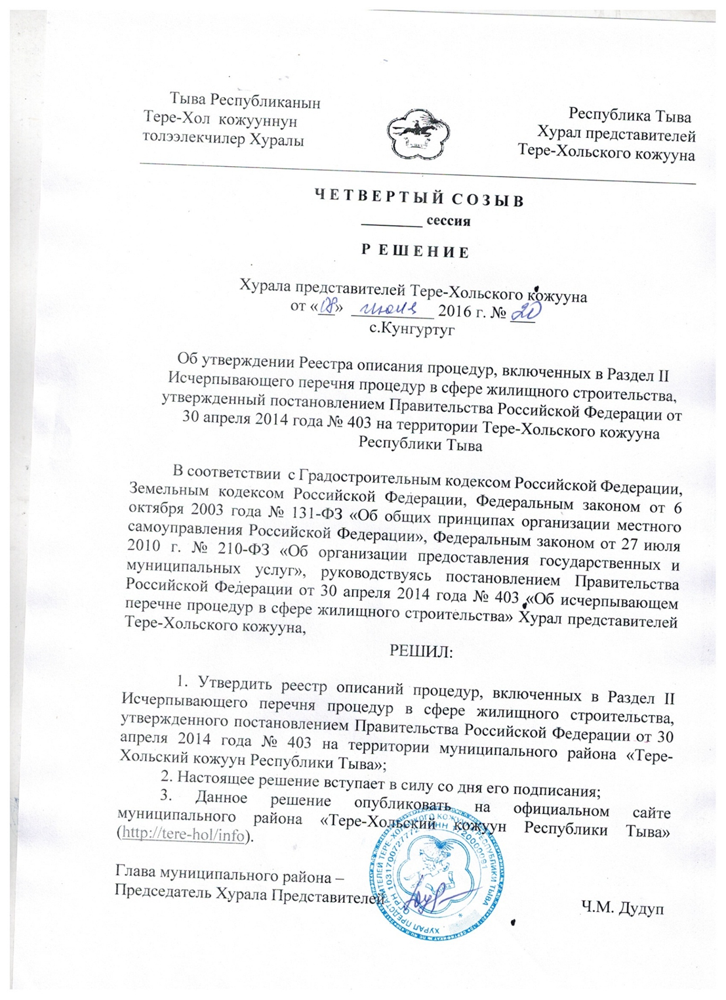 Тыва Республиканын
Тере-Хол кожууннун
толээлекчилер Хуралы
Республика Тыва
Хурал представителей
Тере-Хольского кожууна
Ч Е Т В Е Р Т Ы Й С О З Ы В
________ сессия
Р Е Ш Е Н И Е
Хурала представителей Тере-Хольского кожууна
от «08» июля 2016 г. № 20
с.Кунгуртуг
Об утверждении Реестра описания процедур, включенных в Раздел II
Исчерпывающего перечня процедур в сфере жилищного строительства,
утвержденный постановлением Правительства Российской Федерации от
30 апреля 2014 года № 403 на территории Тере-Хольского кожууна
Республики Тыва
В соответствии с Градостроительным кодексом Российской Федерации,
Земельным кодексом Российской Федерации, Федеральным законом от 6
октября 2003 года № 131-ФЗ «Об общих принципах организации местного
самоуправления Российской Федерации», Федеральным законом от 27 июля
2010 г. № 210-ФЗ «Об организации предоставления государственных и
муниципальных услуг», руководствуясь постановлением Правительства
Российской Федерации от 30 апреля 2014 года № 403 «Об исчерпывающем
перечне процедур в сфере жилищного строительства» Хурал представителей
Тере-Хольского кожууна,
РЕШИЛ:
1. Утвердить реестр описаний процедур, включенных в Раздел II
Исчерпывающего перечня процедур в сфере жилищного строительства,
утвержденного постановлением Правительства Российской Федерации от 30
апреля 2014 года № 403 на территории муниципального района «Тере-
Хольский кожуун Республики Тыва»;
2. Настоящее решение вступает в силу со дня его подписания;
3. Данное решение опубликовать на официальном сайте
муниципального района «Тере-Хольский кожуун Республики Тыва»
(http://tere-hol/info).
Глава муниципального района –
Председатель Хурала Представителей
Ч.М. Дудуп
ХУРАЛ ПРЕДСТАВИТЕЛЕЙ ТЕРЕ-ХОЛЬСКОГО КОЖУУНА РЕСПУБЛИКИ ТЫВА
ОГРН ИНН